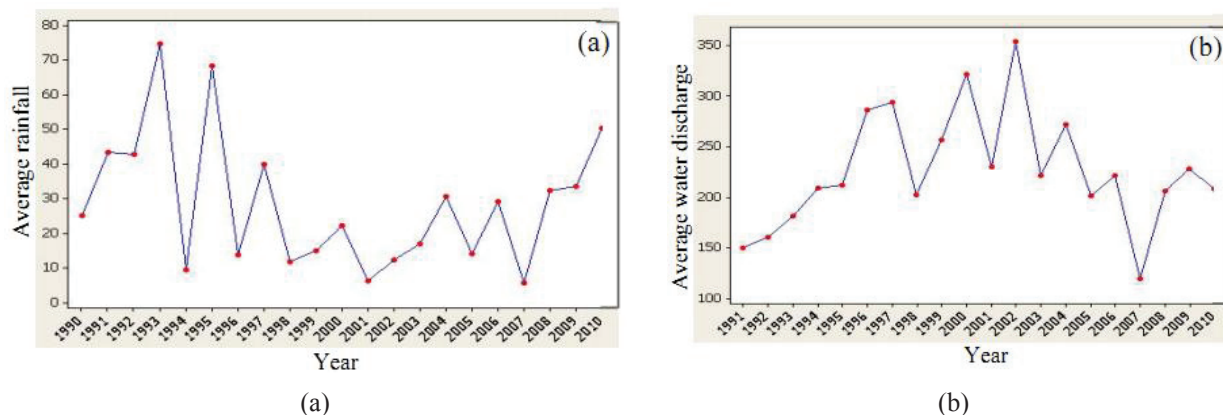 (a)
Average rainfall
80
70
60
50
40
30
20
10
0
1990 1991 1992 1993 1994 1995 1996 1997 1998 1999 2000 2001 2002 2003 2004 2005 2006 2007 2008 2009 2010
Year
(a)
(b)
Average water discharge
350
300
250
200
150
100
1991 1992 1993 1994 1995 1996 1997 1998 1999 2000 2001 2002 2003 2004 2005 2006 2007 2008 2009 2010
Year
(b)